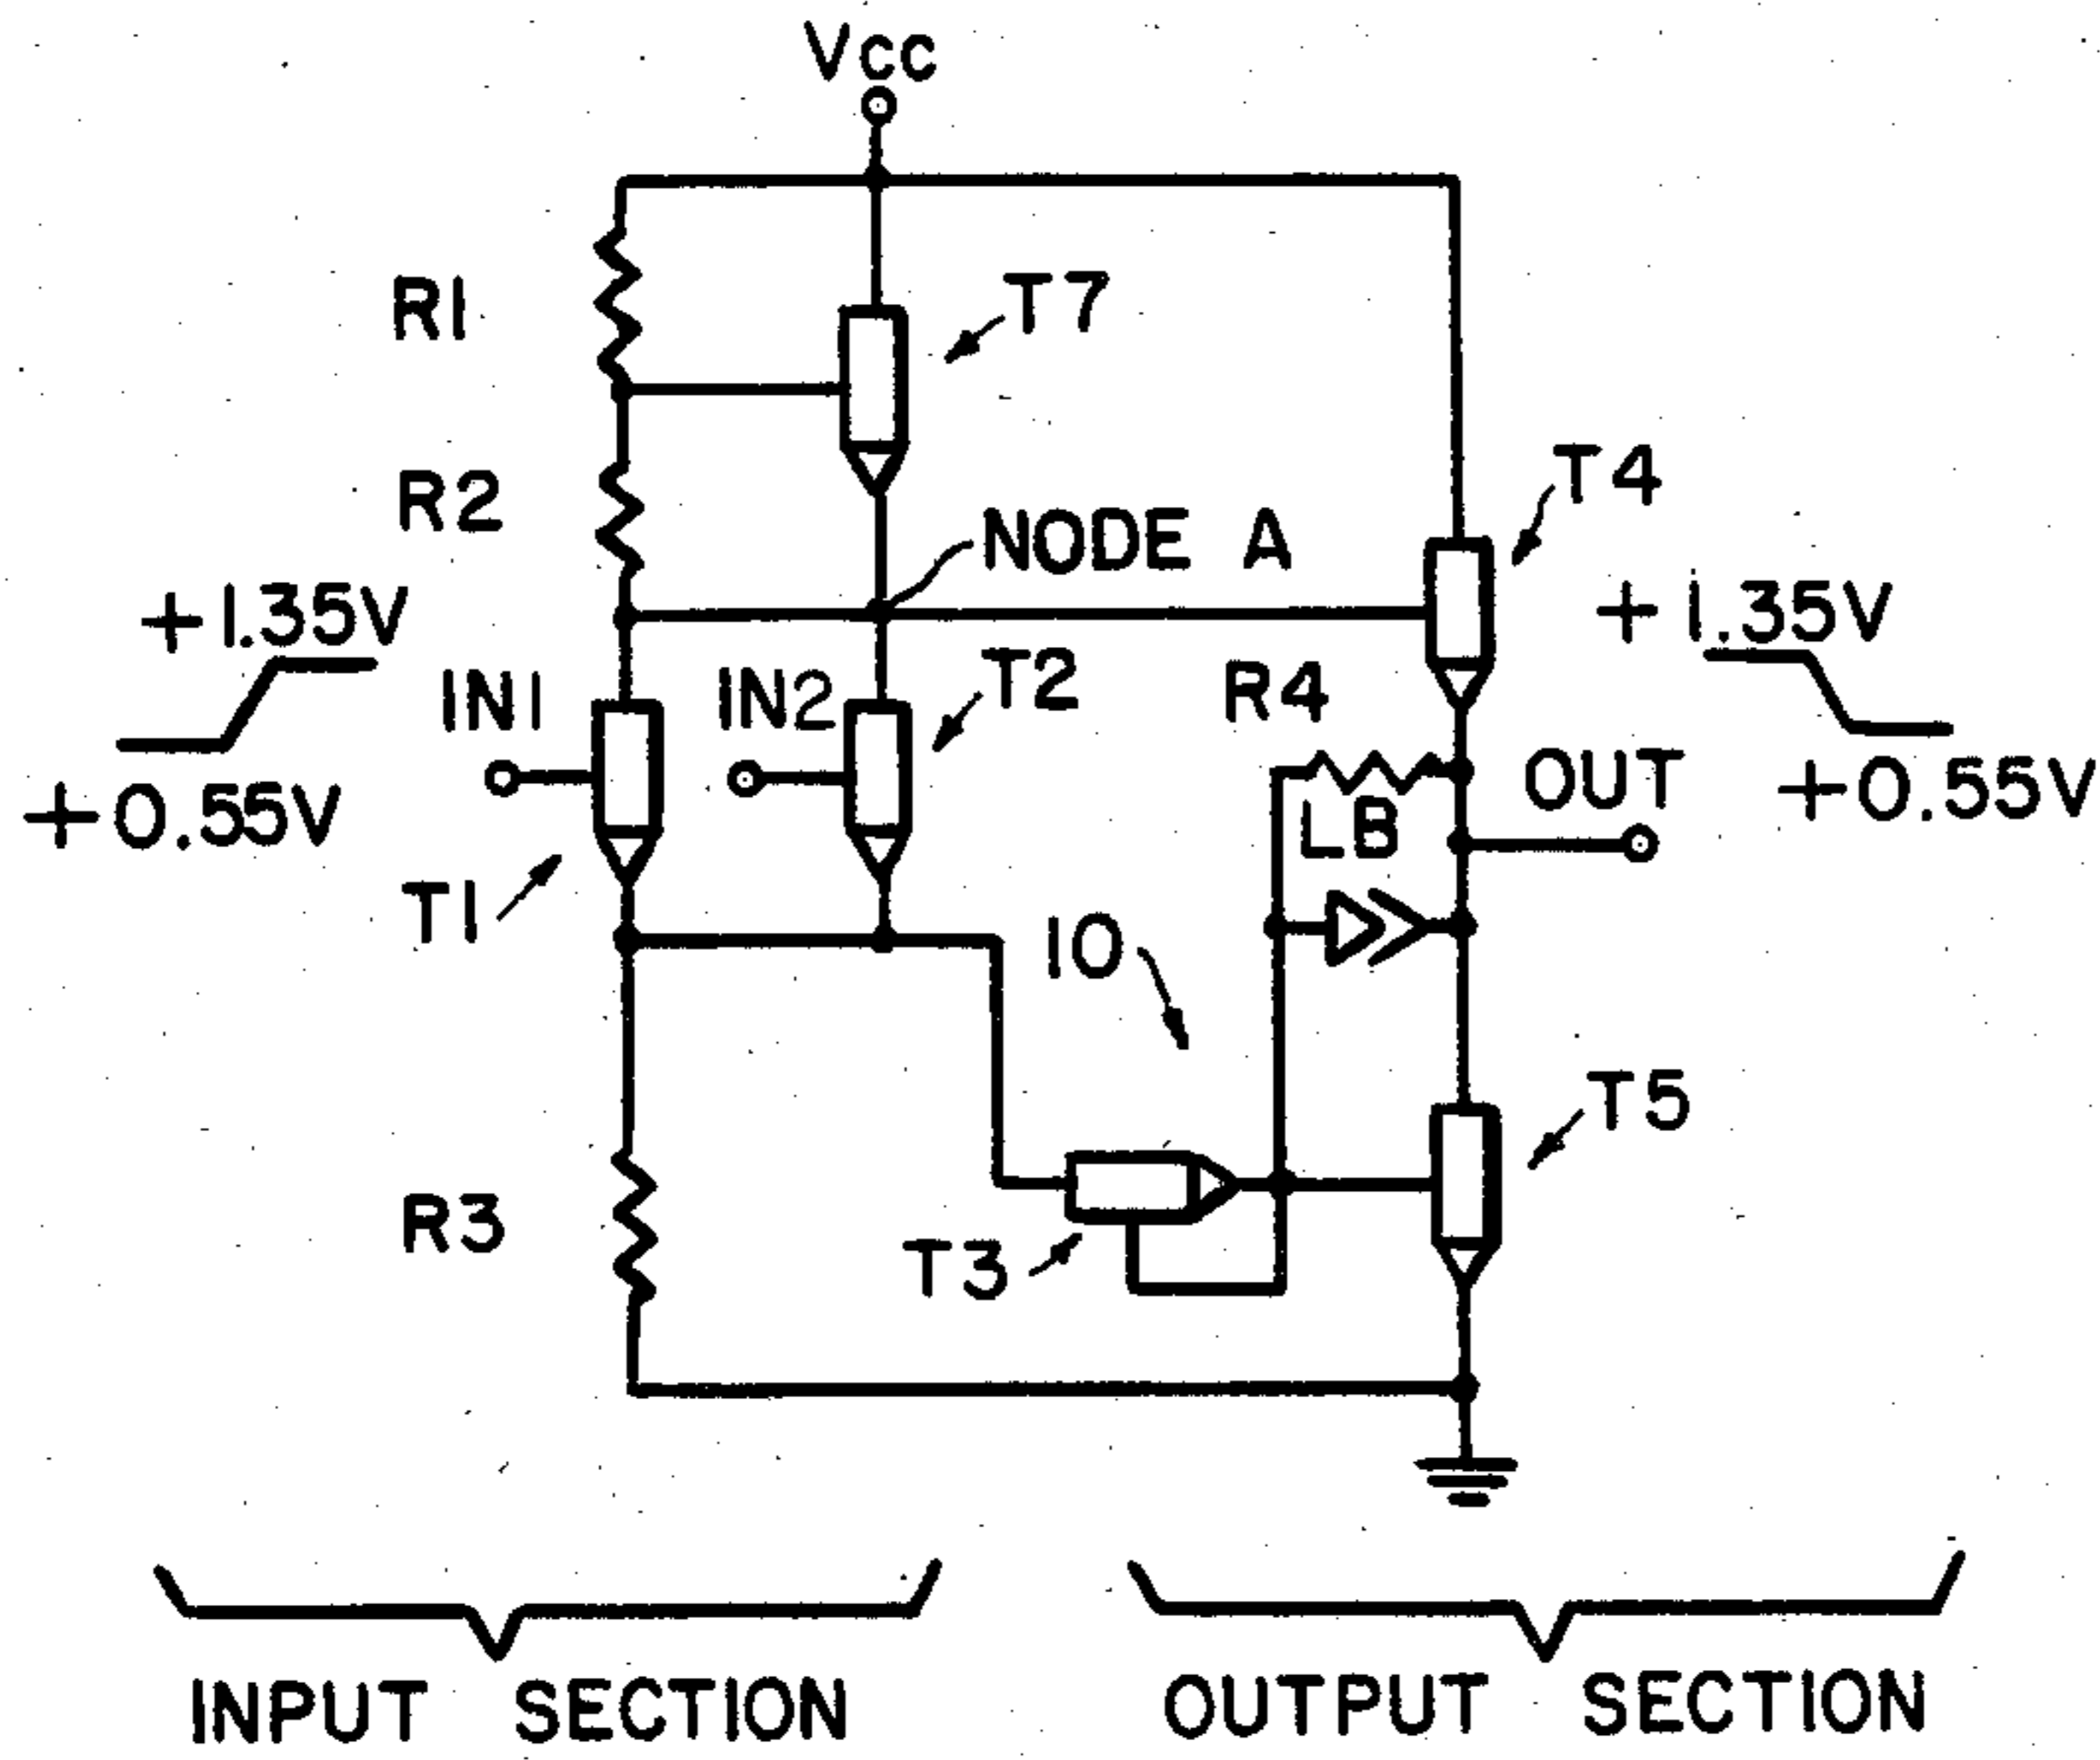 Vcc
R1
T7
R2
T4
NODE A
+1.35V
+1.35V
IN1
IN2
T2
R4
OUT
+0.55V
+0.55V
LB
T1
10
T5
R3
T3
INPUT SECTION
OUTPUT SECTION